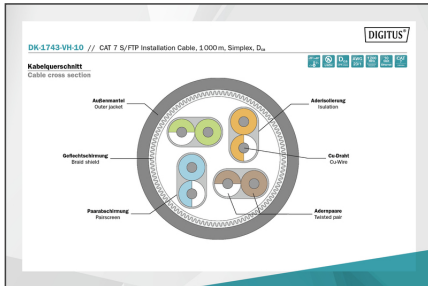 DIGITUS®
DK-1743-VH-10 // CAT 7 S/FTP Installation Cable, 1000 m, Simplex, Dca
Kabelquerschnitt
Cable cross section
Außenmantel
Outer jacket
Aderisolierung
Insulation
Geflechtschirmung
Braid shield
Cu-Draht
Cu-Wire
Paarabschirmung
Pairscreen
Aderpaare
Twisted pair